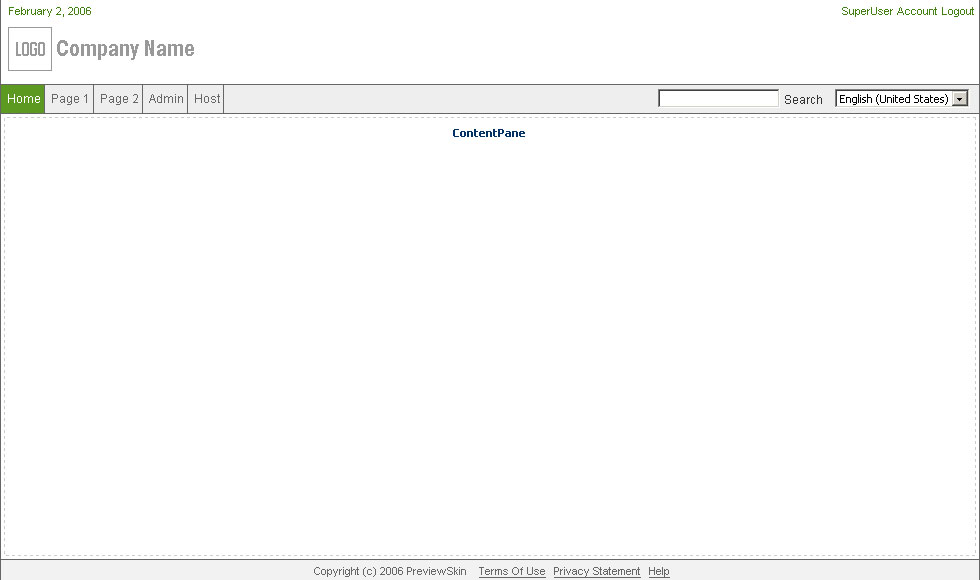 February 2, 2006 SuperUser Account Logout
LOGO Company Name
Home Page 1 Page 2 Admin Host Search English (United States)
ContentPane
Copyright (c) 2006 PreviewSkin Terms Of Use Privacy Statement Help